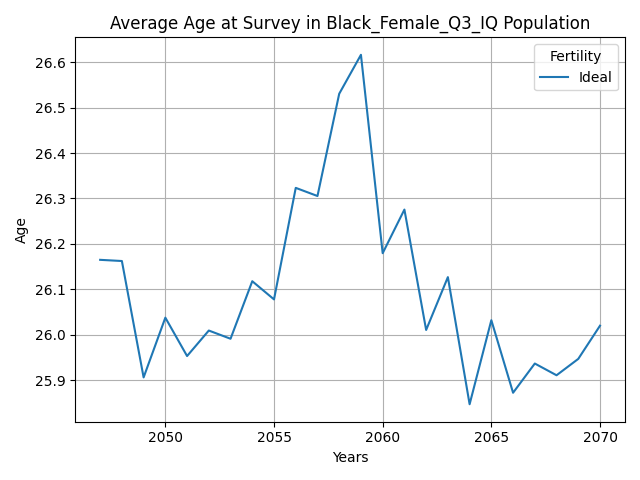 Average Age at Survey in Black_Female_Q3_IQ Population
Fertility
Ideal
Age
26.6
26.5
26.4
26.3
26.2
26.1
26.0
25.9
2050 2055 2060 2065 2070
Years